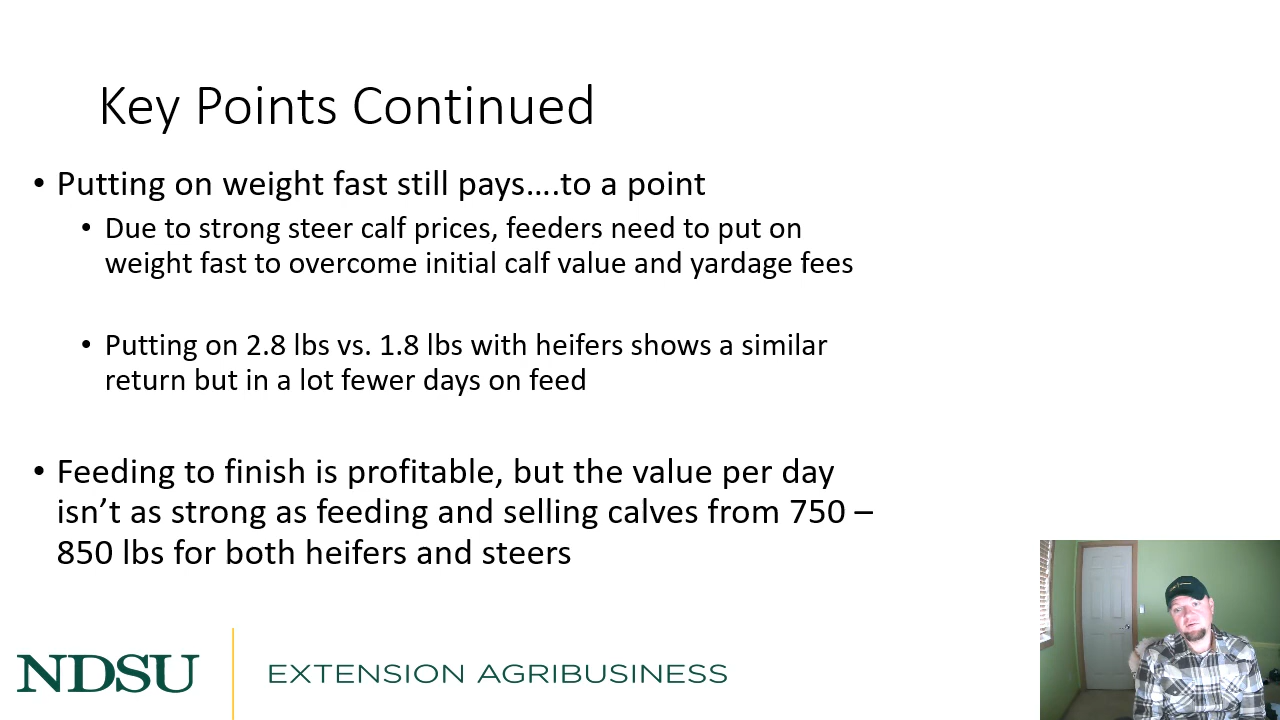 Key Points Continued
• Putting on weight fast still pays….to a point
• Due to strong steer calf prices, feeders need to put on
weight fast to overcome initial calf value and yardage fees
• Putting on 2.8 lbs vs. 1.8 lbs with heifers shows a similar
return but in a lot fewer days on feed
• Feeding to finish is profitable, but the value per day
isn’t as strong as feeding and selling calves from 750 –
850 lbs for both heifers and steers
NDSU EXTENSION AGRIBUSINESS